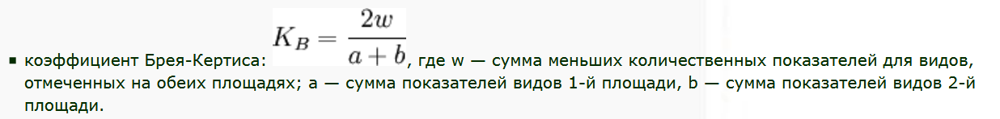 ▪ коэффициент Брея-Кертиса: K_B = 2w / (a + b), где w — сумма меньших количественных показателей для видов,
отмеченных на обеих площадях; a — сумма показателей видов 1-й площади, b — сумма показателей видов 2-й
площади.